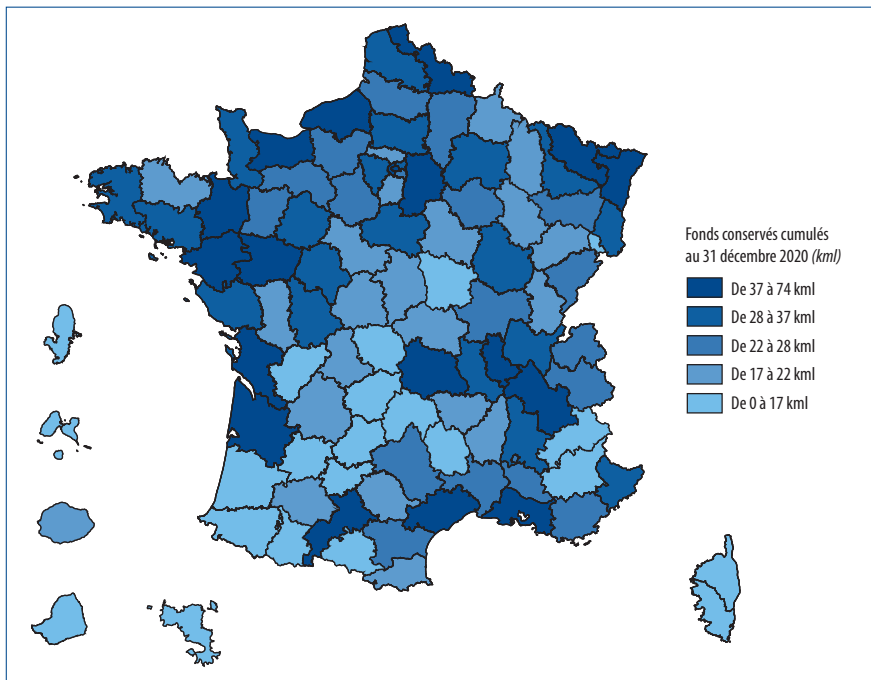 Fonds conservés cumulés
au 31 décembre 2020 (kml)
De 37 à 74 kml
De 28 à 37 kml
De 22 à 28 kml
De 17 à 22 kml
De 0 à 17 kml